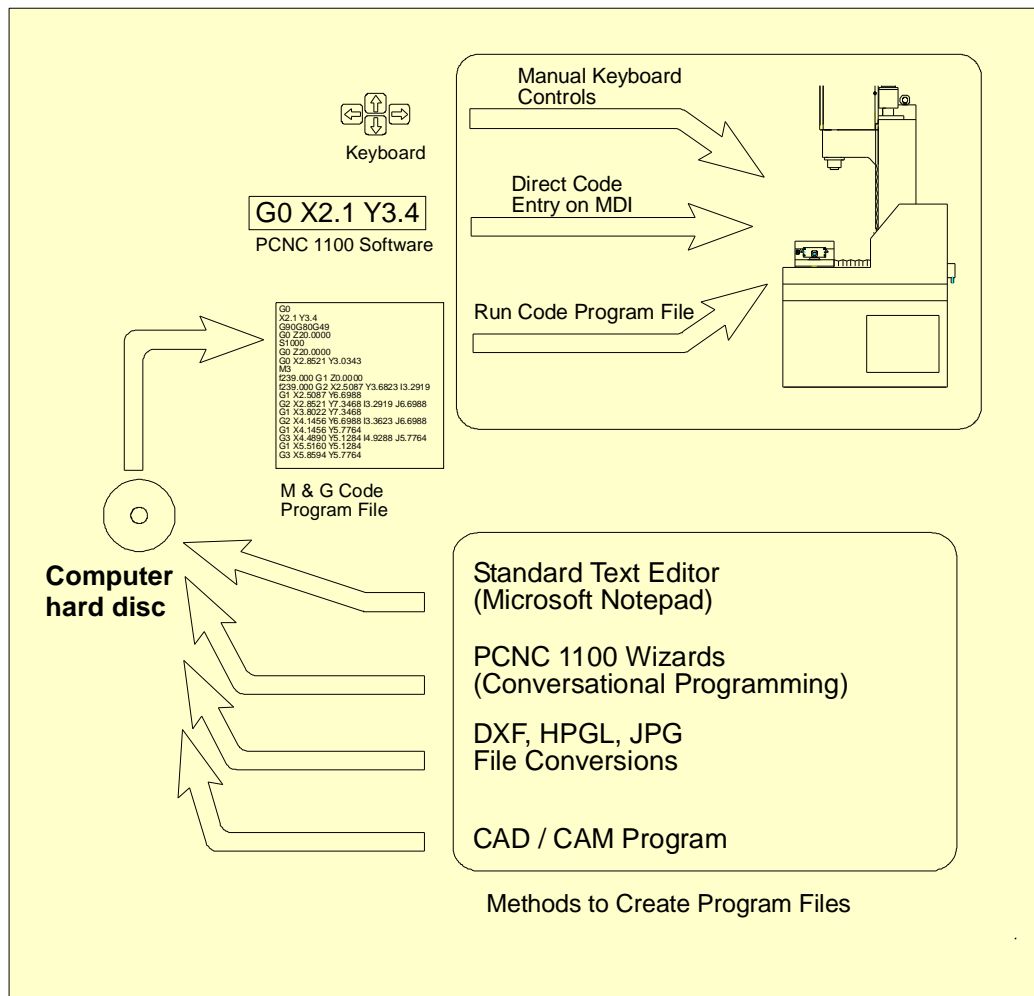 Manual Keyboard
Controls
Keyboard
Direct Code
Entry on MDI
G0 X2.1 Y3.4
PCNC 1100 Software
Run Code Program File
G0
X2.1 Y3.4
G90G80G49
G0 Z20.0000
S1000
G0 Z20.0000
G0 X2.8521 Y3.0343
M3
f239.000 G1 Z0.0000
f239.000 G2 X2.5087 Y3.6823 I3.2919
G1 X2.5087 Y6.6988
G2 X2.8521 Y7.3468 I3.2919 J6.6988
G1 X3.8022 Y7.3468
G2 X4.1456 Y6.6988 I3.3623 J6.6988
G1 X4.1456 Y5.7764
G3 X4.4890 Y5.1284 I4.9288 J5.7764
G1 X5.5160 Y5.1284
G3 X5.8594 Y5.7764
M & G Code
Program File
Computer
hard disc
Standard Text Editor
(Microsoft Notepad)
PCNC 1100 Wizards
(Conversational Programming)
DXF, HPGL, JPG
File Conversions
CAD / CAM Program
Methods to Create Program Files